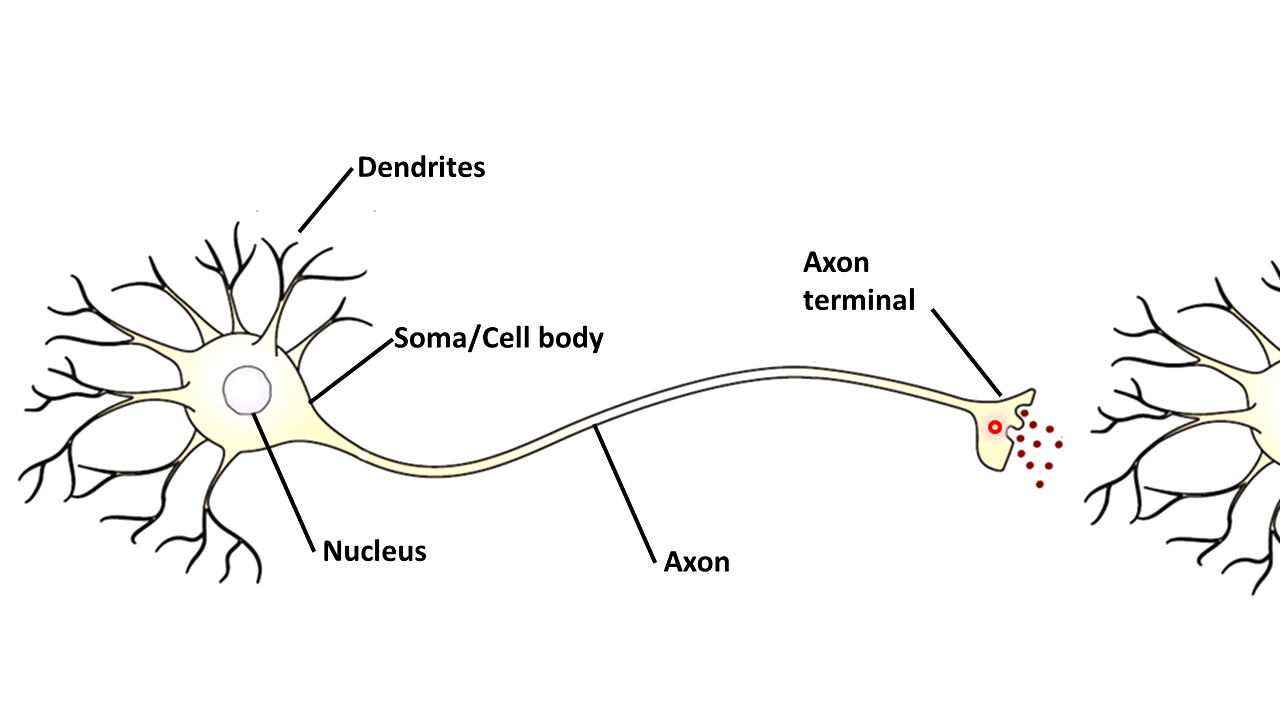 Dendrites
Axon
terminal
Soma/Cell body
Nucleus
Axon